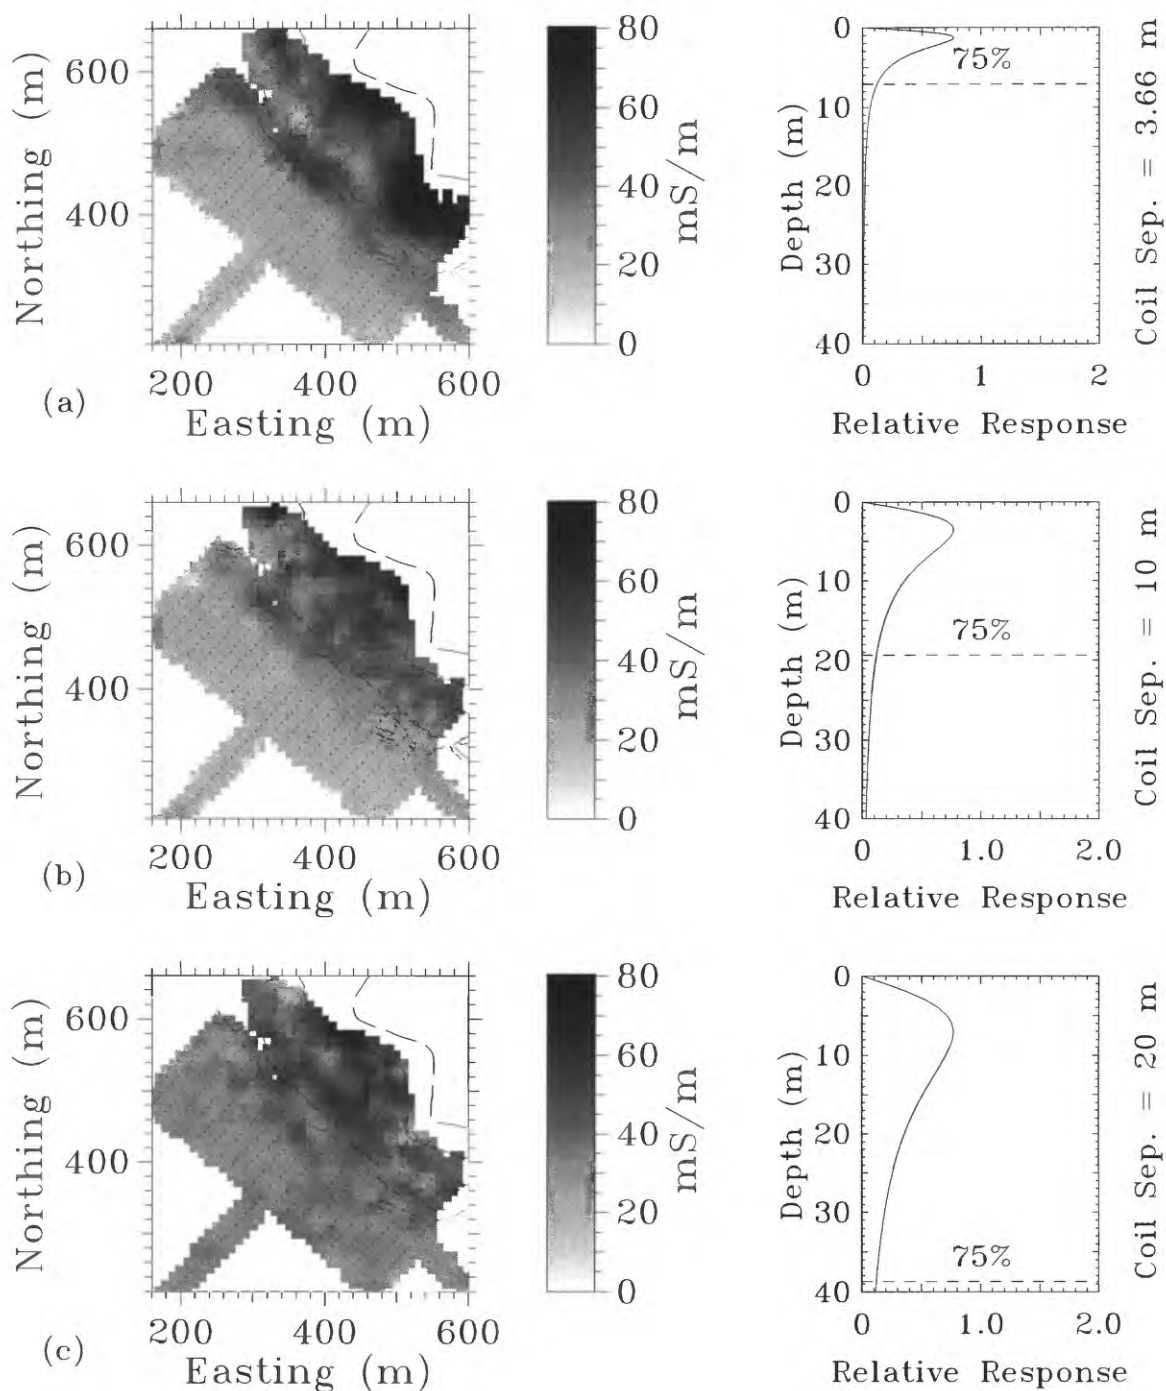 600
400
Northing (m)
200 400 600
Easting (m)
(a)
80
60
40
20
0
mS/m
0
10
20
30
40
Depth (m)
75%
0 1 2
Relative Response
Coil Sep. = 3.66 m
600
400
Northing (m)
200 400 600
Easting (m)
(b)
80
60
40
20
0
mS/m
0
10
20
30
40
Depth (m)
75%
0 1.0 2.0
Relative Response
Coil Sep. = 10 m
600
400
Northing (m)
200 400 600
Easting (m)
(c)
80
60
40
20
0
mS/m
0
10
20
30
40
Depth (m)
75%
0 1.0 2.0
Relative Response
Coil Sep. = 20 m